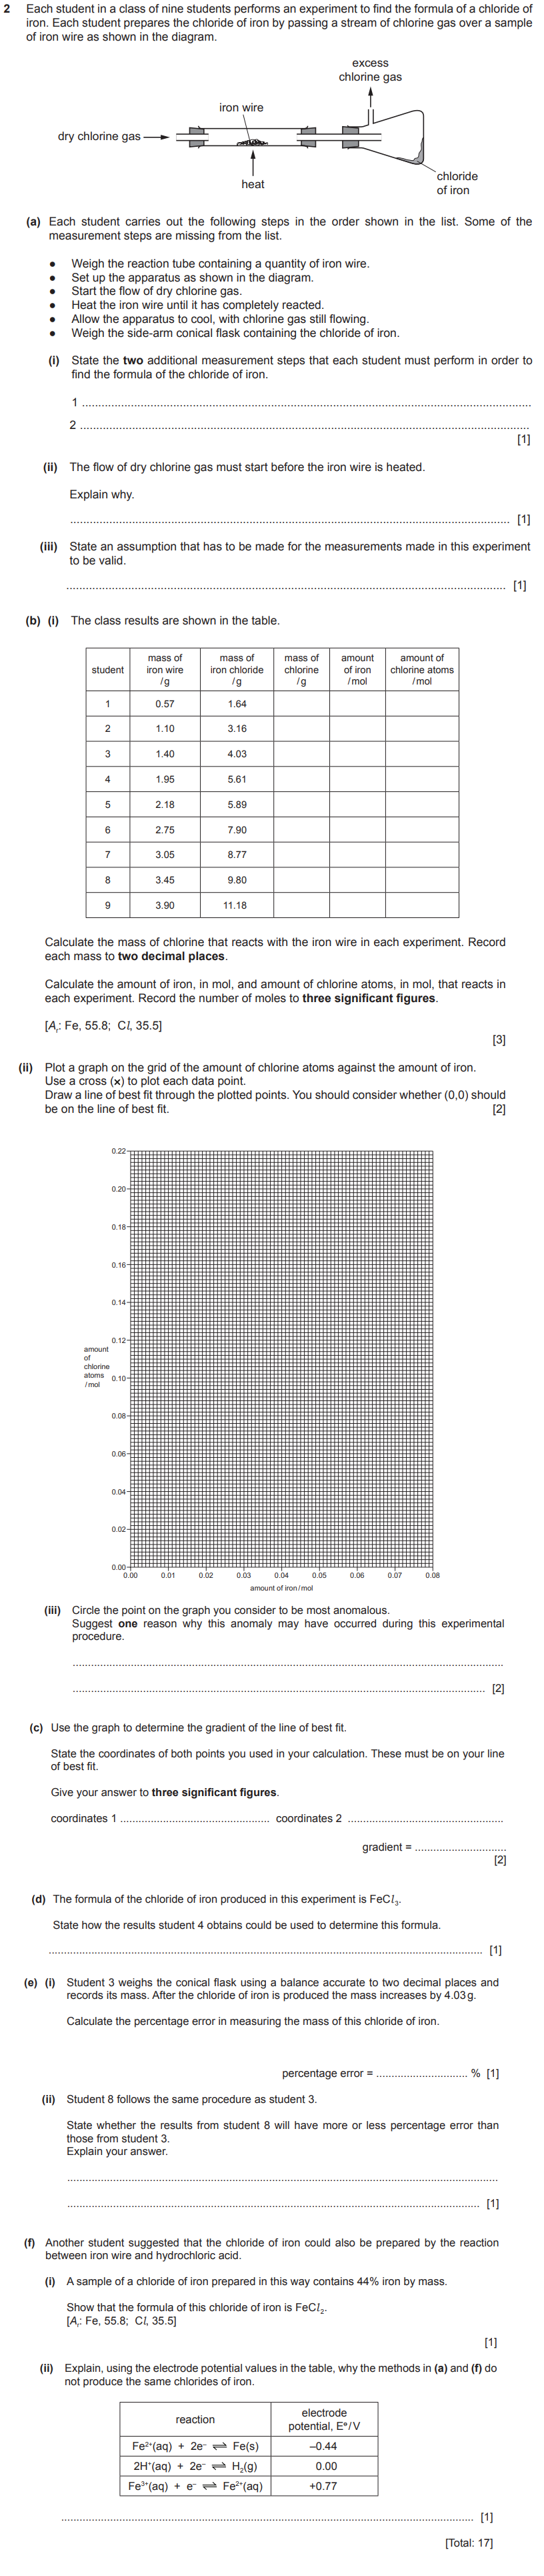 2 Each student in a class of nine students performs an experiment to find the formula of a chloride of
iron. Each student prepares the chloride of iron by passing a stream of chlorine gas over a sample
of iron wire as shown in the diagram.
excess
chlorine gas
iron wire
dry chlorine gas
heat
chloride
of iron
(a) Each student carries out the following steps in the order shown in the list. Some of the
measurement steps are missing from the list.
● Weigh the reaction tube containing a quantity of iron wire.
● Set up the apparatus as shown in the diagram.
● Start the flow of dry chlorine gas.
● Heat the iron wire until it has completely reacted.
● Allow the apparatus to cool, with chlorine gas still flowing.
● Weigh the side-arm conical flask containing the chloride of iron.
(i) State the two additional measurement steps that each student must perform in order to
find the formula of the chloride of iron.
1 ....................................................................................................
2 ....................................................................................................
[1]
(ii) The flow of dry chlorine gas must start before the iron wire is heated.
Explain why.
.................................................................................................... [1]
(iii) State an assumption that has to be made for the measurements made in this experiment
to be valid.
.................................................................................................... [1]
(b) (i) The class results are shown in the table.
student mass of iron wire /g mass of iron chloride /g mass of chlorine /g amount of iron /mol amount of chlorine atoms /mol
1 0.57 1.64
2 1.10 3.16
3 1.40 4.03
4 1.95 5.61
5 2.18 5.89
6 2.75 7.90
7 3.05 8.77
8 3.45 9.80
9 3.90 11.18
Calculate the mass of chlorine that reacts with the iron wire in each experiment. Record
each mass to two decimal places.
Calculate the amount of iron, in mol, and amount of chlorine atoms, in mol, that reacts in
each experiment. Record the number of moles to three significant figures.
[Aᵣ: Fe, 55.8; Cl, 35.5]
[3]
(ii) Plot a graph on the grid of the amount of chlorine atoms against the amount of iron.
Use a cross (×) to plot each data point.
Draw a line of best fit through the plotted points. You should consider whether (0,0) should
be on the line of best fit. [2]
0.22
0.20
0.18
0.16
0.14
0.12
amount
of
chlorine
atoms
/mol
0.10
0.08
0.06
0.04
0.02
0.00
0.00 0.01 0.02 0.03 0.04 0.05 0.06 0.07 0.08
amount of iron/mol
(iii) Circle the point on the graph you consider to be most anomalous.
Suggest one reason why this anomaly may have occurred during this experimental
procedure.
....................................................................................................
.................................................................................................... [2]
(c) Use the graph to determine the gradient of the line of best fit.
State the coordinates of both points you used in your calculation. These must be on your line
of best fit.
Give your answer to three significant figures.
coordinates 1 .................................................. coordinates 2 ..................................................
gradient = ..............................
[2]
(d) The formula of the chloride of iron produced in this experiment is FeCl₃.
State how the results student 4 obtains could be used to determine this formula.
.................................................................................................... [1]
(e) (i) Student 3 weighs the conical flask using a balance accurate to two decimal places and
records its mass. After the chloride of iron is produced the mass increases by 4.03 g.
Calculate the percentage error in measuring the mass of this chloride of iron.
percentage error = .............................. % [1]
(ii) Student 8 follows the same procedure as student 3.
State whether the results from student 8 will have more or less percentage error than
those from student 3.
Explain your answer.
....................................................................................................
.................................................................................................... [1]
(f) Another student suggested that the chloride of iron could also be prepared by the reaction
between iron wire and hydrochloric acid.
(i) A sample of a chloride of iron prepared in this way contains 44% iron by mass.
Show that the formula of this chloride of iron is FeCl₂.
[Aᵣ: Fe, 55.8; Cl, 35.5]
[1]
(ii) Explain, using the electrode potential values in the table, why the methods in (a) and (f) do
not produce the same chlorides of iron.
reaction electrode potential, E°/V
Fe²⁺(aq) + 2e⁻ ⇌ Fe(s) –0.44
2H⁺(aq) + 2e⁻ ⇌ H₂(g) 0.00
Fe³⁺(aq) + e⁻ ⇌ Fe²⁺(aq) +0.77
.................................................................................................... [1]
[Total: 17]